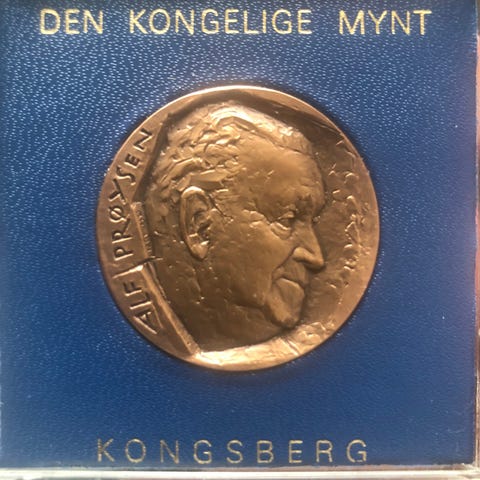 DEN KONGELIGE MYNT
ALF PRØYSEN
KONGSBERG